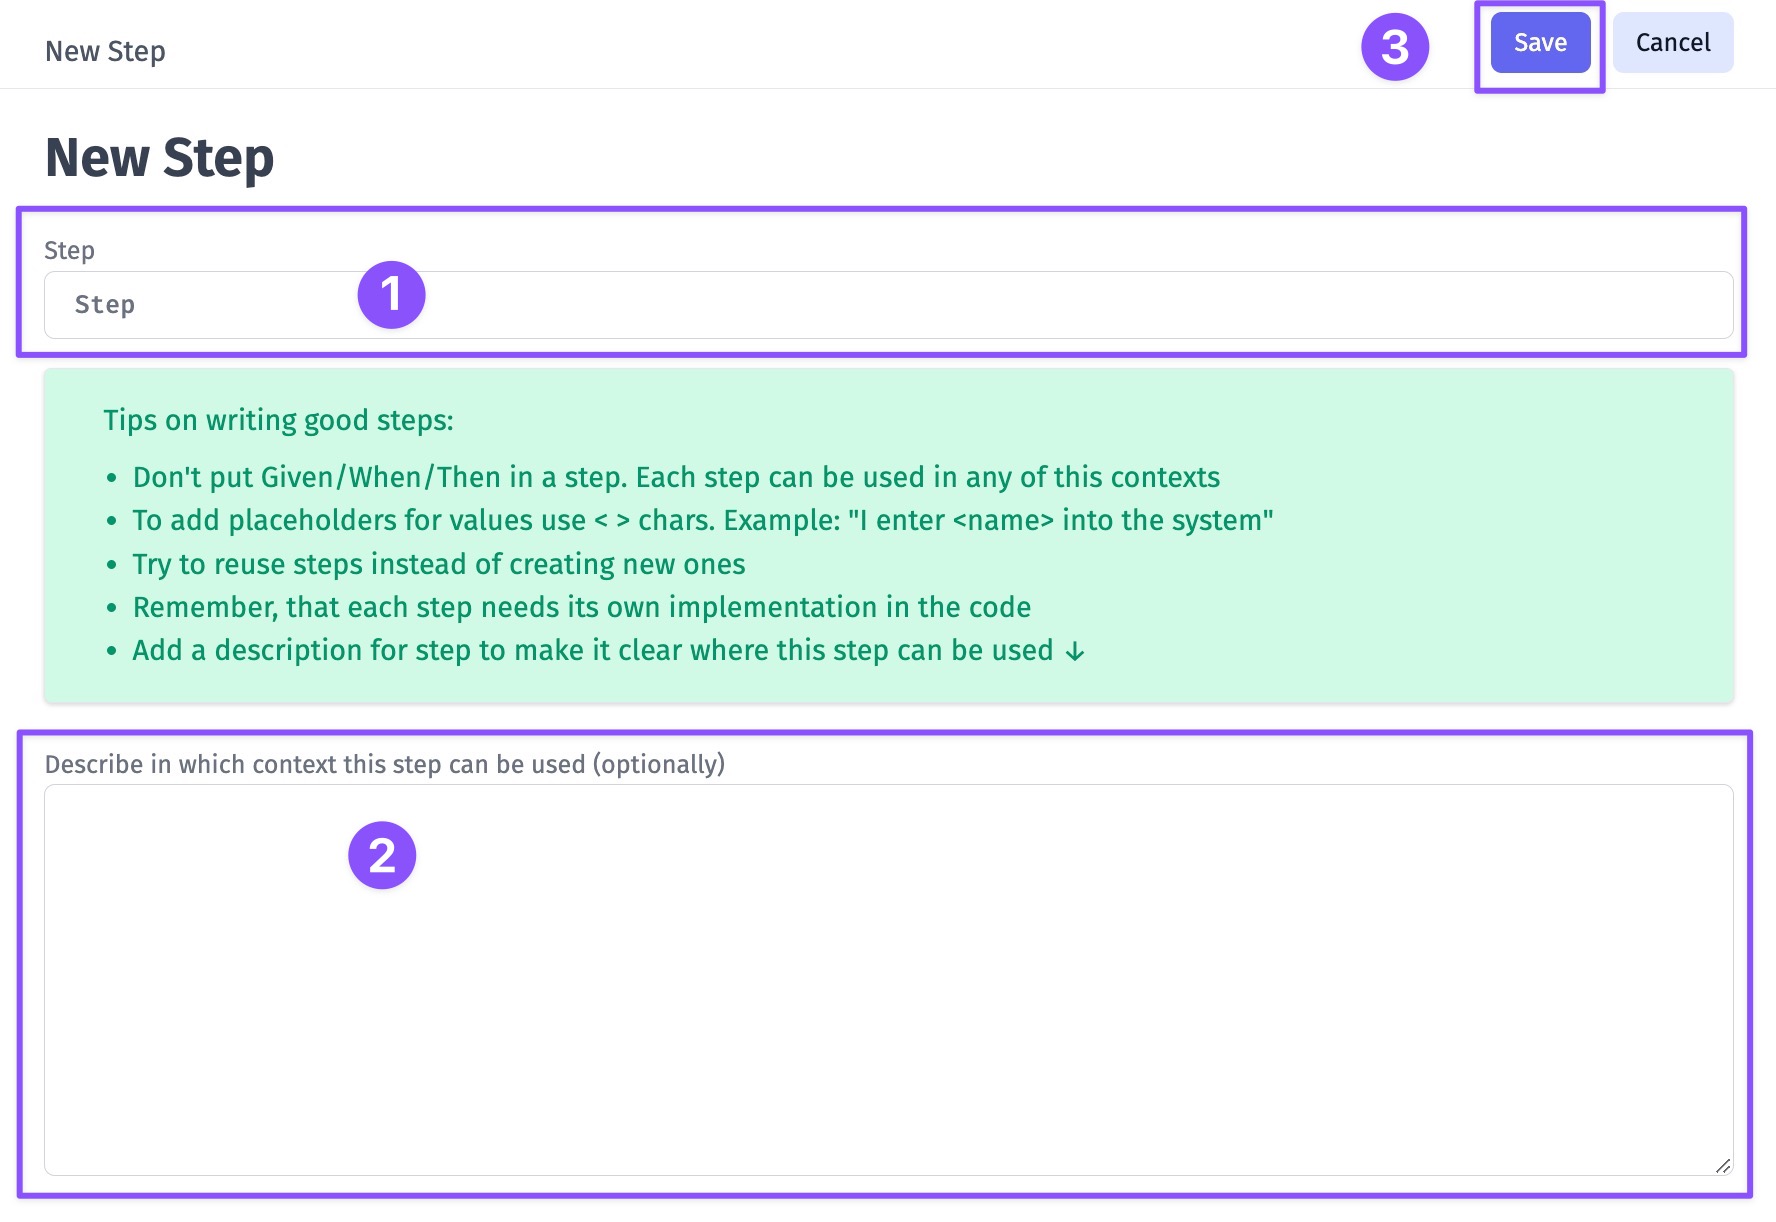 New Step
3
Save
Cancel
New Step
Step
Step
1
Tips on writing good steps:
• Don't put Given/When/Then in a step. Each step can be used in any of this contexts
• To add placeholders for values use < > chars. Example: "I enter <name> into the system"
• Try to reuse steps instead of creating new ones
• Remember, that each step needs its own implementation in the code
• Add a description for step to make it clear where this step can be used ↓
Describe in which context this step can be used (optionally)
2